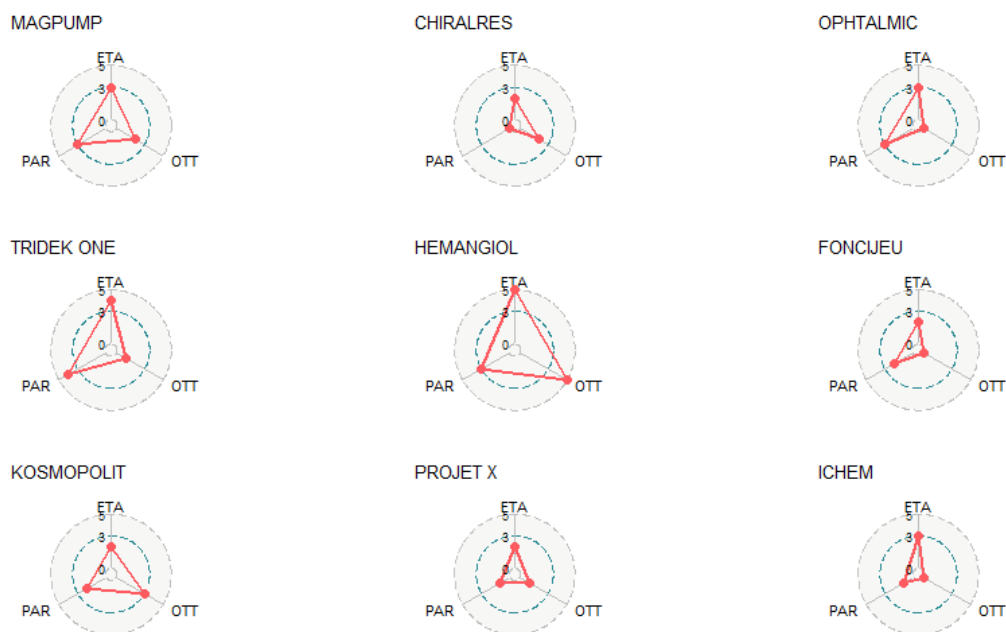 MAGPUMP
ETA
5
3
0
PAR
OTT
CHIRALRES
ETA
5
3
0
PAR
OTT
OPHTALMIC
ETA
5
3
0
PAR
OTT
TRIDEK ONE
ETA
5
3
0
PAR
OTT
HEMANGIOL
ETA
5
3
0
PAR
OTT
FONCIJEU
ETA
5
3
0
PAR
OTT
KOSMOPOLIT
ETA
5
3
0
PAR
OTT
PROJET X
ETA
5
3
0
PAR
OTT
ICHEM
ETA
5
3
0
PAR
OTT